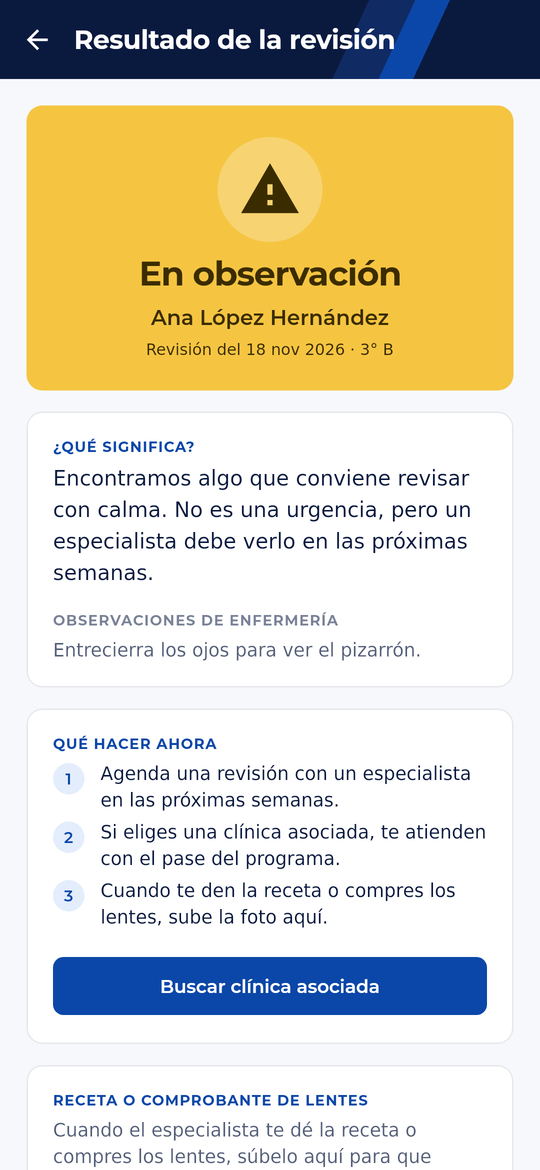 Resultado de la revisión
En observación
Ana López Hernández
Revisión del 18 nov 2026 · 3° B
¿QUÉ SIGNIFICA?
Encontramos algo que conviene revisar
con calma. No es una urgencia, pero un
especialista debe verlo en las próximas
semanas.
OBSERVACIONES DE ENFERMERÍA
Entrecierra los ojos para ver el pizarrón.
QUÉ HACER AHORA
1 Agenda una revisión con un especialista
en las próximas semanas.
2 Si eliges una clínica asociada, te atienden
con el pase del programa.
3 Cuando te den la receta o compres los
lentes, sube la foto aquí.
Buscar clínica asociada
RECETA O COMPROBANTE DE LENTES
Cuando el especialista te dé la receta o
compres los lentes, súbelo aquí para que